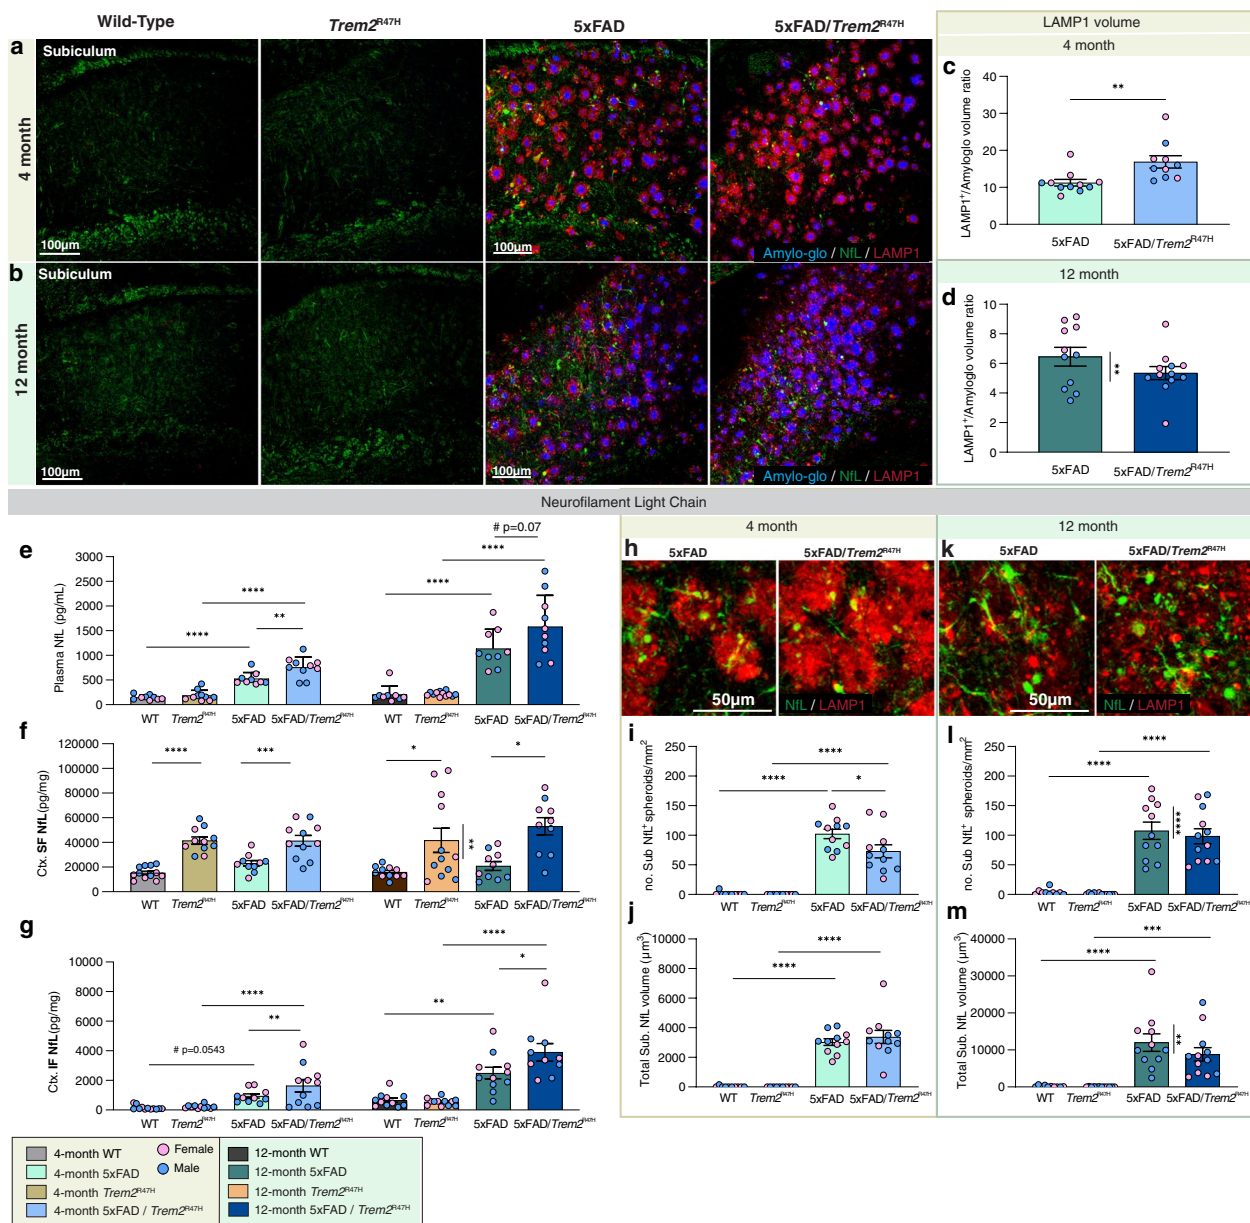 Wild-Type
Trem2R47H
5xFAD
5xFAD/Trem2R47H
LAMP1 volume
4 month
a
Subiculum
4 month
100µm
100µm
Amylo-glo / NfL / LAMP1
c
LAMP1+/Amyloglo volume ratio
40
30
20
10
0
**
5xFAD
5xFAD/Trem2R47H
b
Subiculum
12 month
100µm
100µm
Amylo-glo / NfL / LAMP1
12 month
d
LAMP1+/Amyloglo volume ratio
10
8
6
4
2
0
**
5xFAD
5xFAD/Trem2R47H
Neurofilament Light Chain
e
Plasma NfL (pg/mL)
3000
2500
2000
1500
1000
500
0
****
****
**
****
****
# p=0.07
WT
Trem2R47H
5xFAD
5xFAD/Trem2R47H
WT
Trem2R47H
5xFAD
5xFAD/Trem2R47H
f
Ctx. SF NfL(pg/mg)
120000
100000
80000
60000
40000
20000
0
****
***
*
**
*
WT
Trem2R47H
5xFAD
5xFAD/Trem2R47H
WT
Trem2R47H
5xFAD
5xFAD/Trem2R47H
g
Ctx. IF NfL(pg/mg)
10000
8000
6000
4000
2000
0
# p=0.0543
****
**
**
****
*
WT
Trem2R47H
5xFAD
5xFAD/Trem2R47H
WT
Trem2R47H
5xFAD
5xFAD/Trem2R47H
4 month
h
5xFAD
5xFAD/Trem2R47H
50µm
NfL / LAMP1
i
no. Sub NfL+ spheroids/mm2
250
200
150
100
50
0
****
****
*
WT
Trem2R47H
5xFAD
5xFAD/Trem2R47H
j
Total Sub. NfL volume (µm3)
10000
8000
6000
4000
2000
0
****
****
WT
Trem2R47H
5xFAD
5xFAD/Trem2R47H
12 month
k
5xFAD
5xFAD/Trem2R47H
50µm
NfL / LAMP1
l
no. Sub NfL+ spheroids/mm2
250
200
150
100
50
0
****
****
****
WT
Trem2R47H
5xFAD
5xFAD/Trem2R47H
m
Total Sub. NfL volume (µm3)
40000
30000
20000
10000
0
****
***
**
WT
Trem2R47H
5xFAD
5xFAD/Trem2R47H
4-month WT
4-month 5xFAD
4-month Trem2R47H
4-month 5xFAD / Trem2R47H
Female
Male
12-month WT
12-month 5xFAD
12-month Trem2R47H
12-month 5xFAD / Trem2R47H